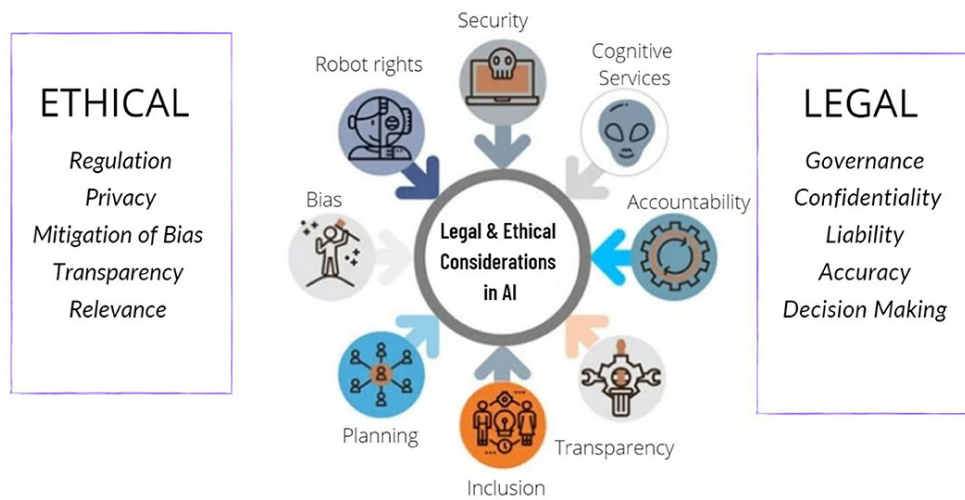 ETHICAL
Regulation
Privacy
Mitigation of Bias
Transparency
Relevance
Security
Robot rights
Cognitive
Services
Bias
Accountability
Legal & Ethical
Considerations
in AI
Planning
Transparency
Inclusion
LEGAL
Governance
Confidentiality
Liability
Accuracy
Decision Making